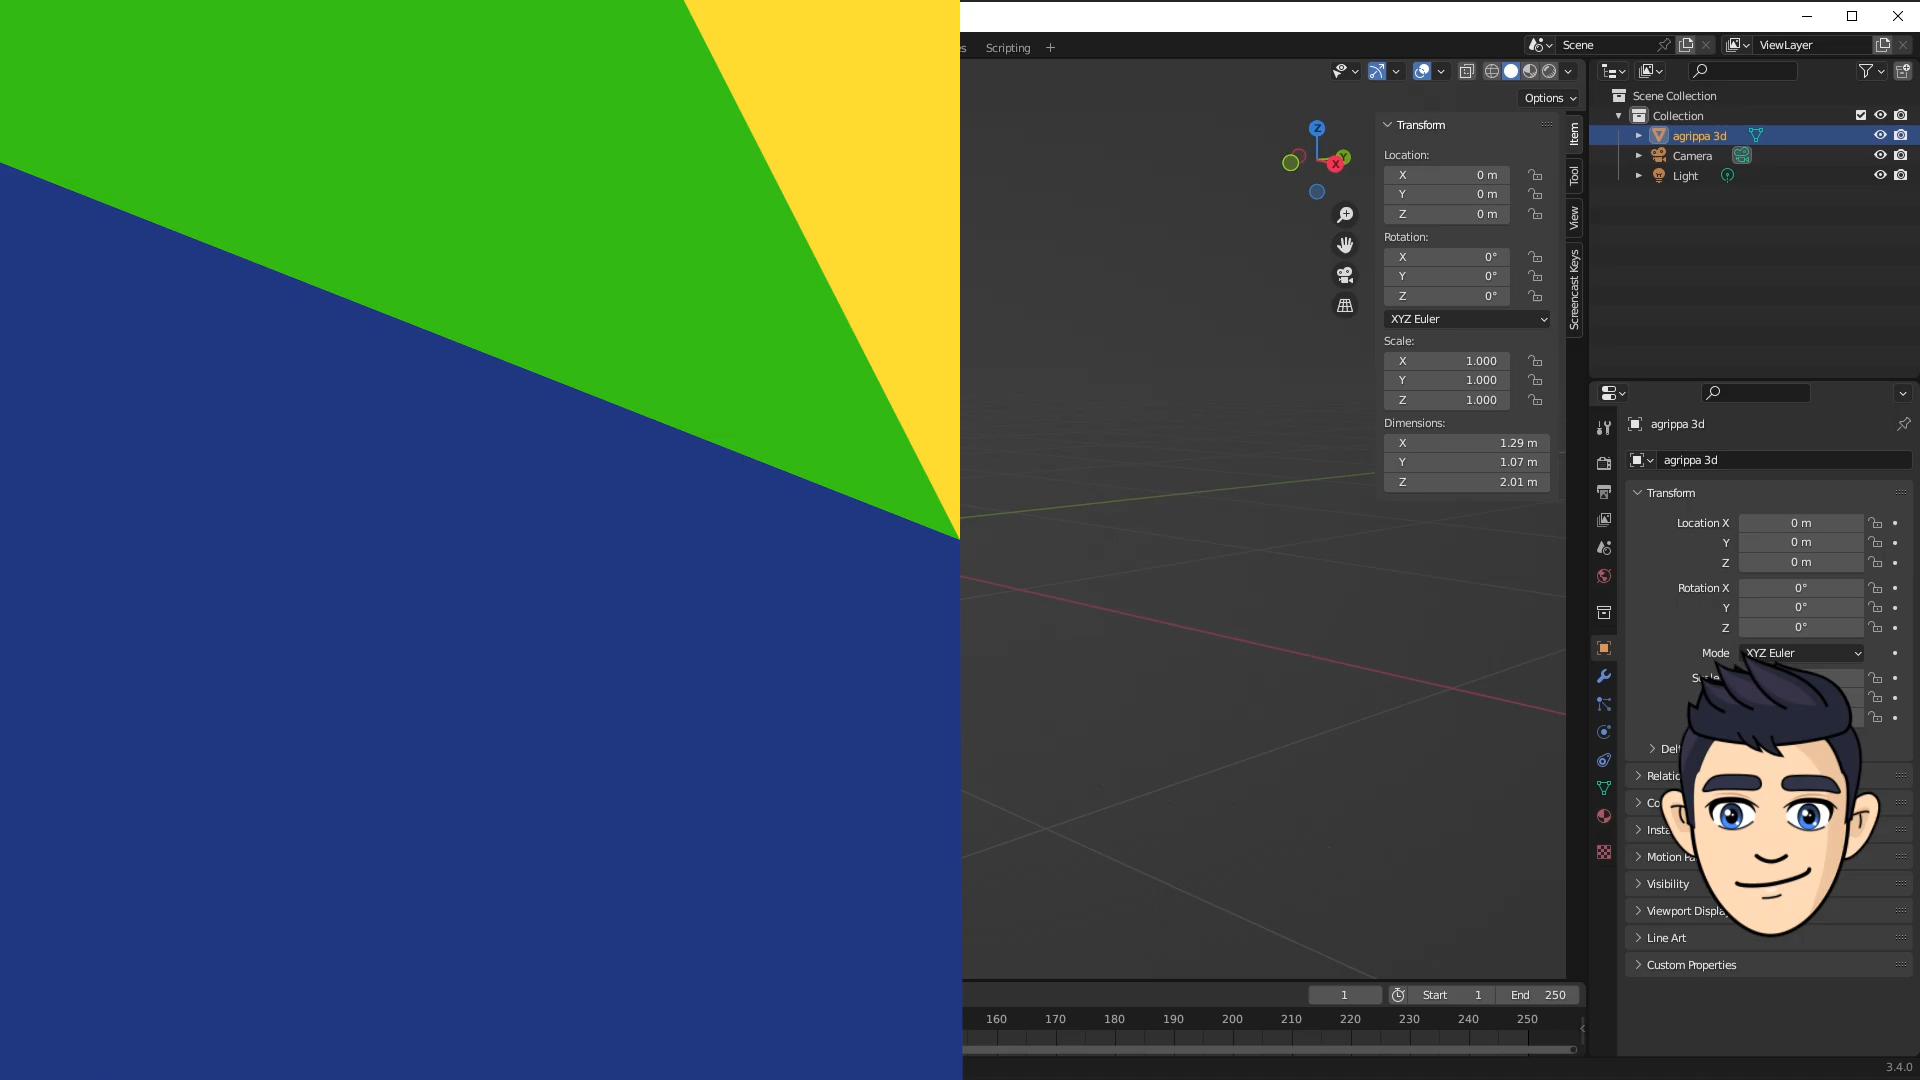 s Scripting +
Scene
ViewLayer
Options
Item
Tool
View
Screencast Keys
Z
Y
X
Transform
Location:
X 0 m
Y 0 m
Z 0 m
Rotation:
X 0°
Y 0°
Z 0°
XYZ Euler
Scale:
X 1.000
Y 1.000
Z 1.000
Dimensions:
X 1.29 m
Y 1.07 m
Z 2.01 m
Scene Collection
Collection
agrippa 3d
Camera
Light
agrippa 3d
agrippa 3d
Transform
Location X 0 m
Y 0 m
Z 0 m
Rotation X 0°
Y 0°
Z 0°
Mode XYZ Euler
Visibility
Line Art
Custom Properties
1 Start 1 End 250
160 170 180 190 200 210 220 230 240 250
3.4.0